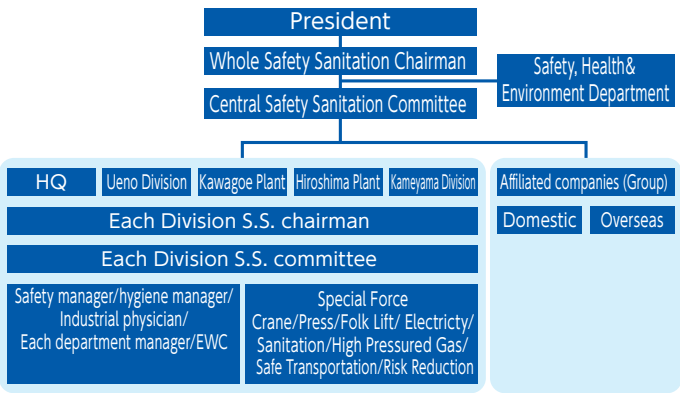 President
Whole Safety Sanitation Chairman
Safety, Health&
Environment Department
Central Safety Sanitation Committee
HQ
Ueno Division
Kawagoe Plant
Hiroshima Plant
Kameyama Division
Affiliated companies (Group)
Each Division S.S. chairman
Domestic
Overseas
Each Division S.S. committee
Safety manager/hygiene manager/
Industrial physician/
Each department manager/EWC
Special Force
Crane/Press/Folk Lift/ Electricty/
Sanitation/High Pressured Gas/
Safe Transportation/Risk Reduction